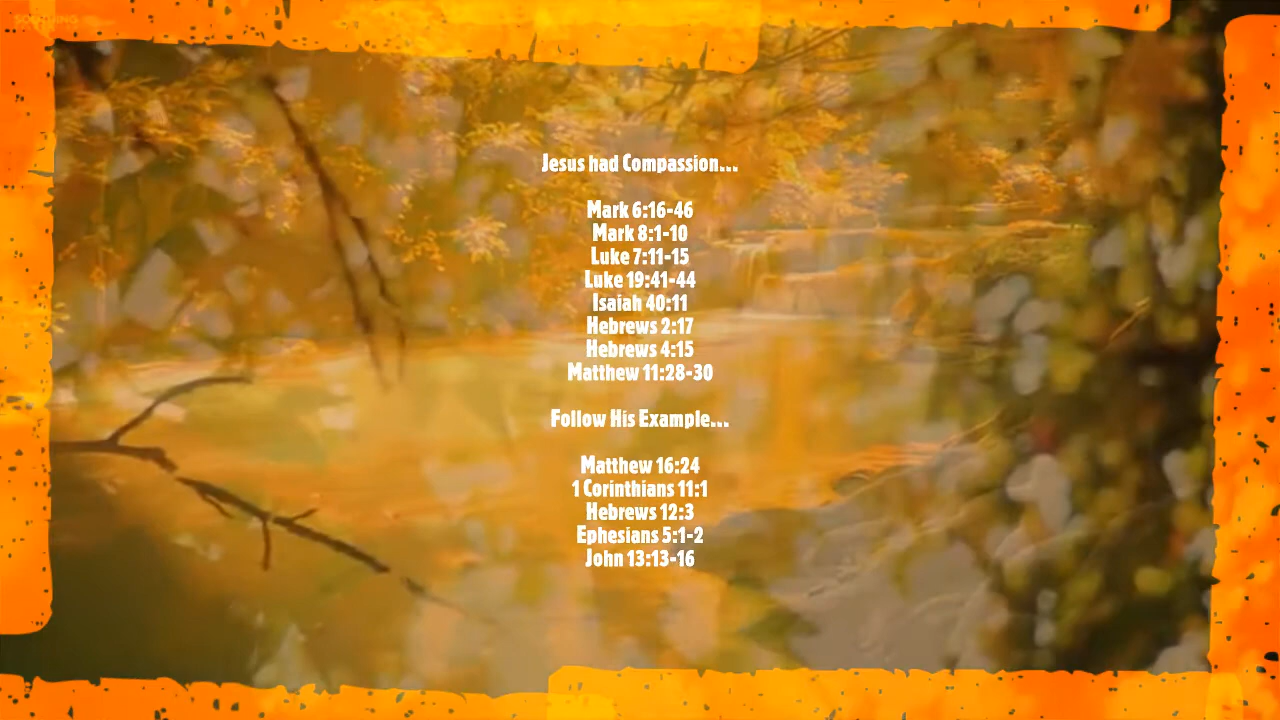 Jesus had Compassion...
Mark 6:16-46
Mark 8:1-10
Luke 7:11-15
Luke 19:41-44
Isaiah 40:11
Hebrews 2:17
Hebrews 4:15
Matthew 11:28-30
Follow His Example...
Matthew 16:24
1 Corinthians 11:1
Hebrews 12:3
Ephesians 5:1-2
John 13:13-16